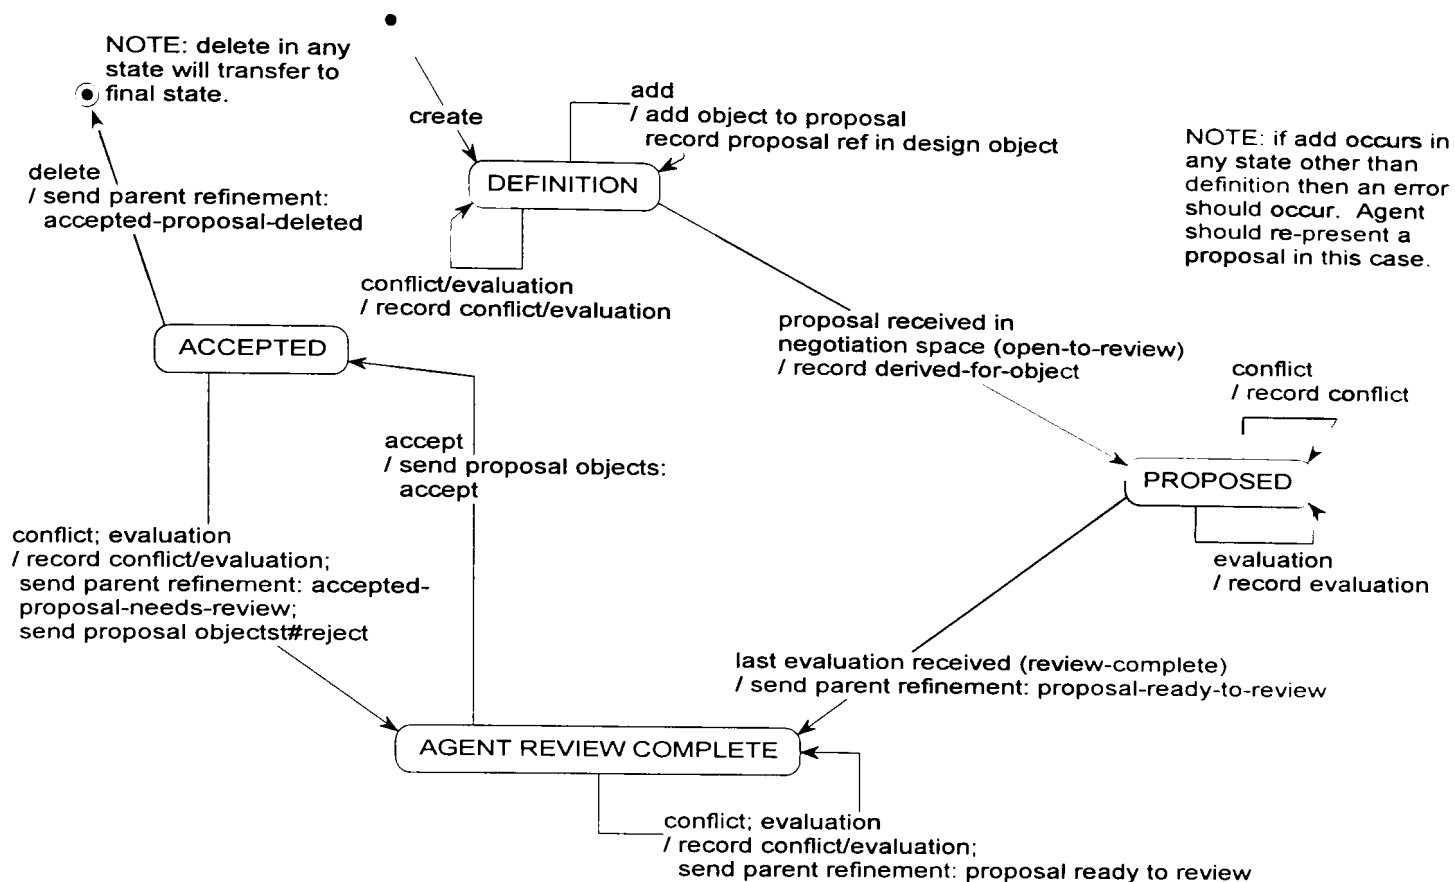 NOTE: delete in any
state will transfer to
final state.
create
add
/ add object to proposal
record proposal ref in design object
NOTE: if add occurs in
any state other than
definition then an error
should occur. Agent
should re-present a
proposal in this case.
delete
/ send parent refinement:
accepted-proposal-deleted
DEFINITION
conflict/evaluation
/ record conflict/evaluation
ACCEPTED
proposal received in
negotiation space (open-to-review)
/ record derived-for-object
conflict
/ record conflict
accept
/ send proposal objects:
accept
PROPOSED
conflict; evaluation
/ record conflict/evaluation;
send parent refinement: accepted-
proposal-needs-review;
send proposal objectst#reject
evaluation
/ record evaluation
last evaluation received (review-complete)
/ send parent refinement: proposal-ready-to-review
AGENT REVIEW COMPLETE
conflict; evaluation
/ record conflict/evaluation;
send parent refinement: proposal ready to review